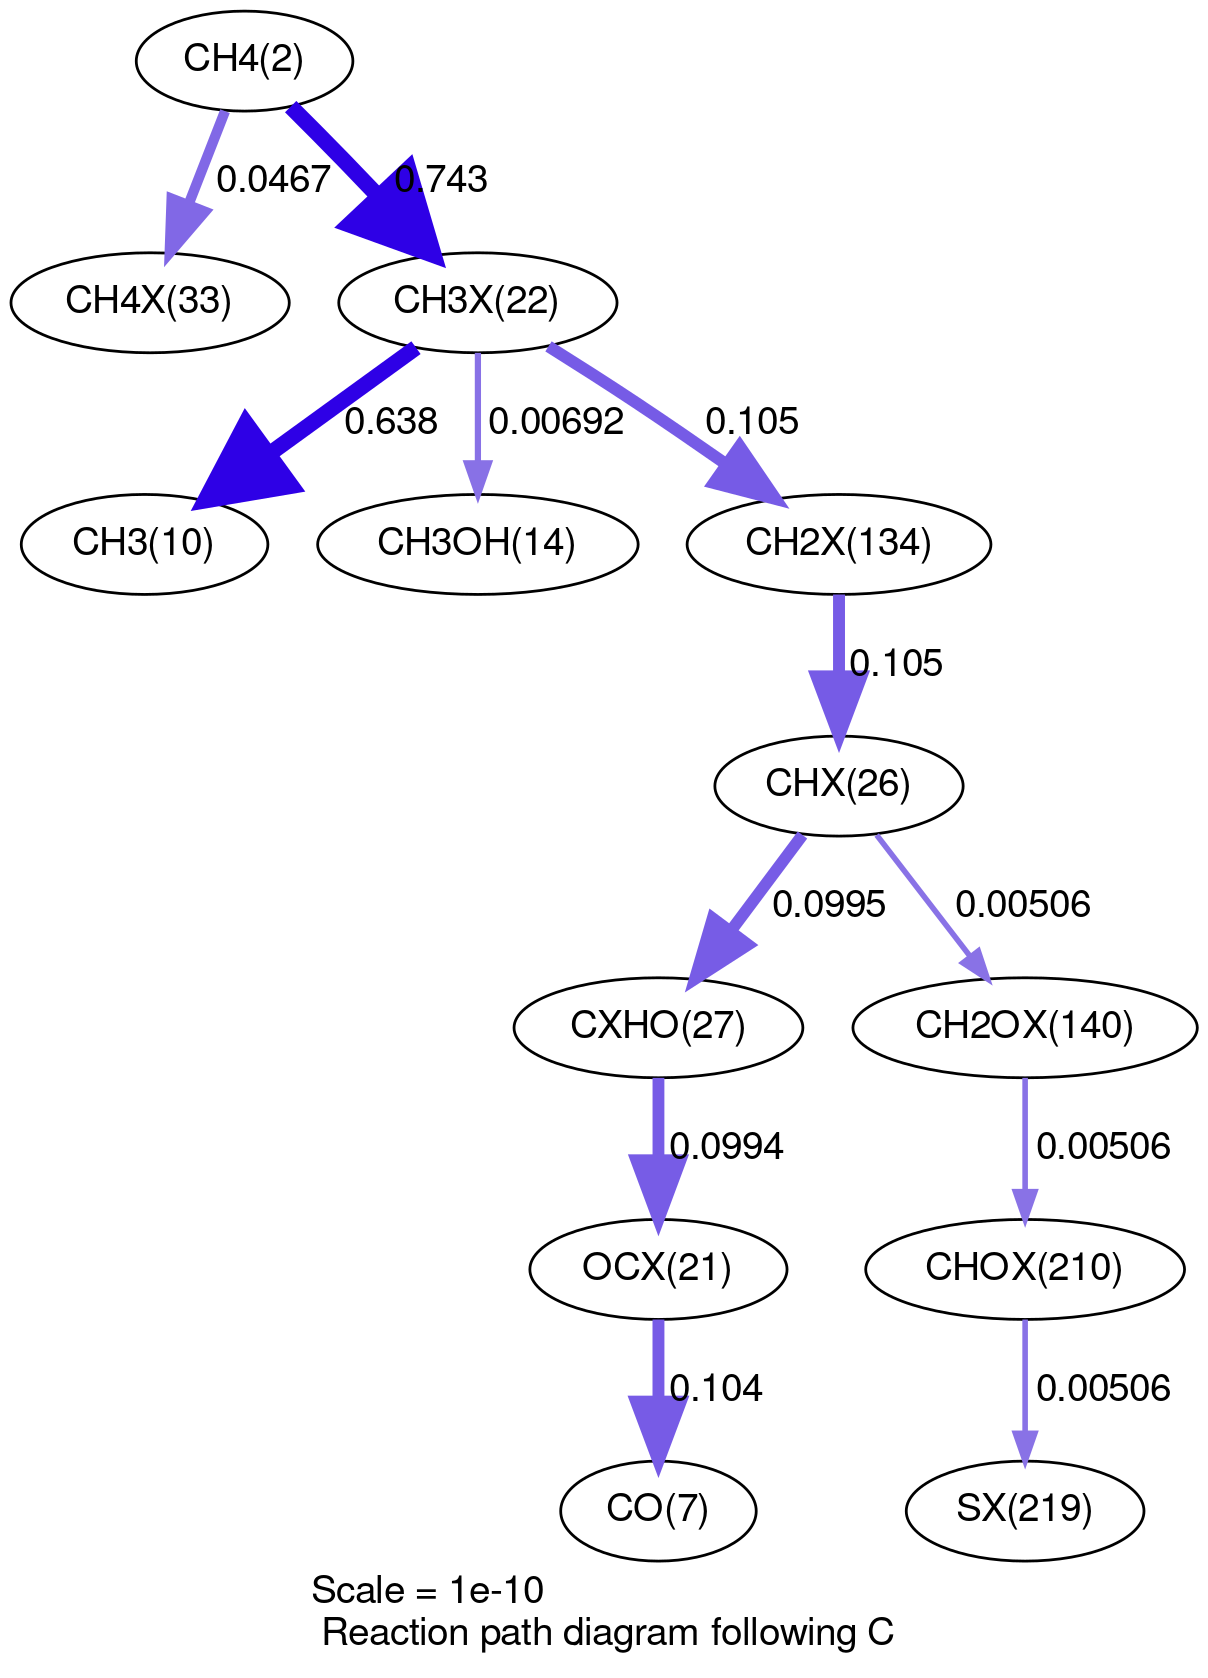 CH4(2)
0.0467
0.743
CH4X(33)
CH3X(22)
0.638
0.00692
0.105
CH3(10)
CH3OH(14)
CH2X(134)
0.105
CHX(26)
0.0995
0.00506
CXHO(27)
CH2OX(140)
0.0994
0.00506
OCX(21)
CHOX(210)
0.104
0.00506
CO(7)
SX(219)
Scale = 1e-10
Reaction path diagram following C